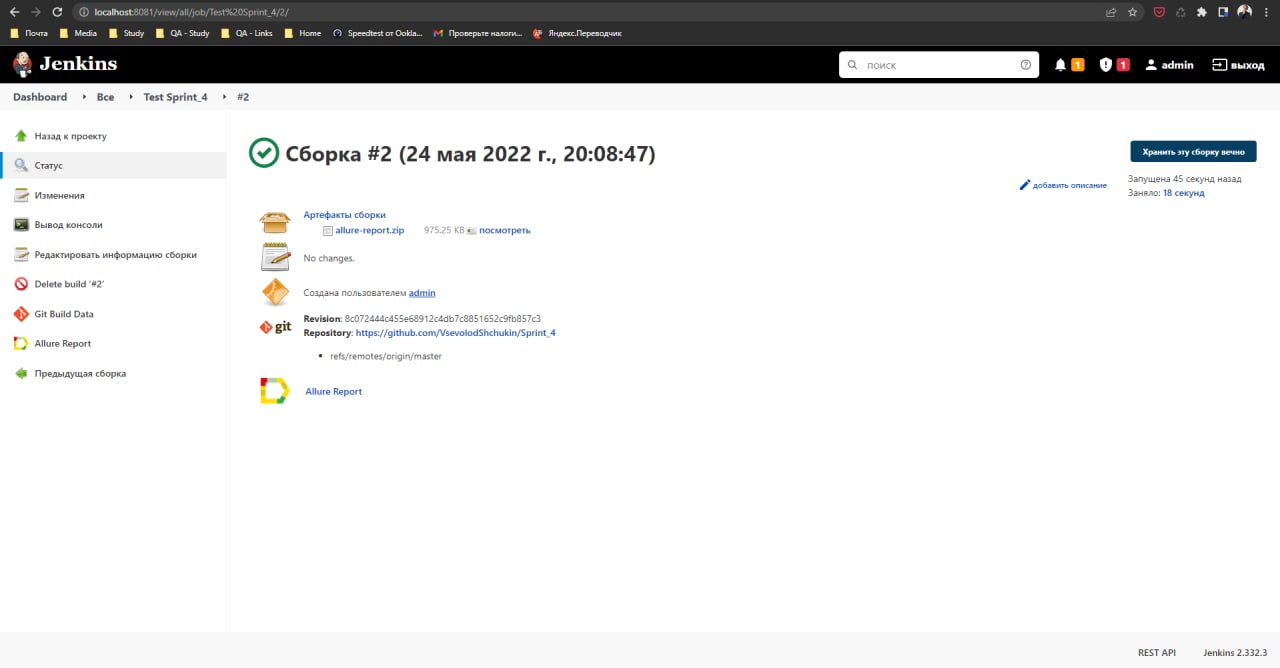 localhost:8081/view/all/job/Test%20Sprint_4/2/
Почта Media Study QA - Study QA - Links Home Speedtest от Ookla... Проверьте налоги... Яндекс.Переводчик
Jenkins поиск 1 1 admin выход
Dashboard Все Test Sprint_4 #2
Назад к проекту
Статус
Изменения
Вывод консоли
Редактировать информацию сборки
Delete build ‘#2’
Git Build Data
Allure Report
Предыдущая сборка
Сборка #2 (24 мая 2022 г., 20:08:47)
Хранить эту сборку вечно
добавить описание
Запущена 45 секунд назад
Заняло: 18 секунд
Артефакты сборки
allure-report.zip 975.25 KB посмотреть
No changes.
Создана пользователем admin
git
Revision: 8c072444c455e68912c4db7c8851652c9fb857c3
Repository: https://github.com/VsevolodShchukin/Sprint_4
• refs/remotes/origin/master
Allure Report
REST API Jenkins 2.332.3